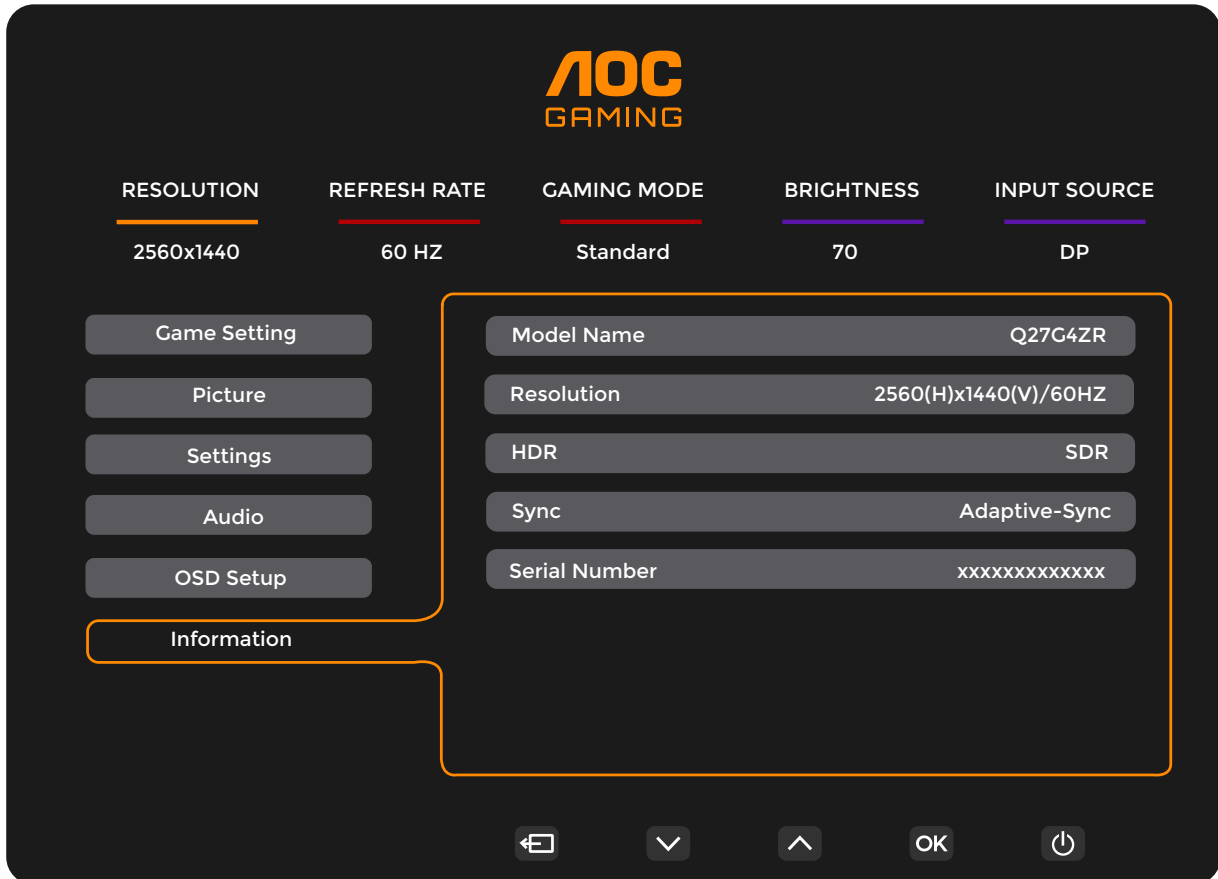 AOC
GAMING
RESOLUTION REFRESH RATE GAMING MODE BRIGHTNESS INPUT SOURCE
2560x1440 60 HZ Standard 70 DP
Game Setting
Model Name Q27G4ZR
Picture
Resolution 2560(H)x1440(V)/60HZ
Settings
HDR SDR
Audio
Sync Adaptive-Sync
OSD Setup
Serial Number xxxxxxxxxxxxx
Information
OK